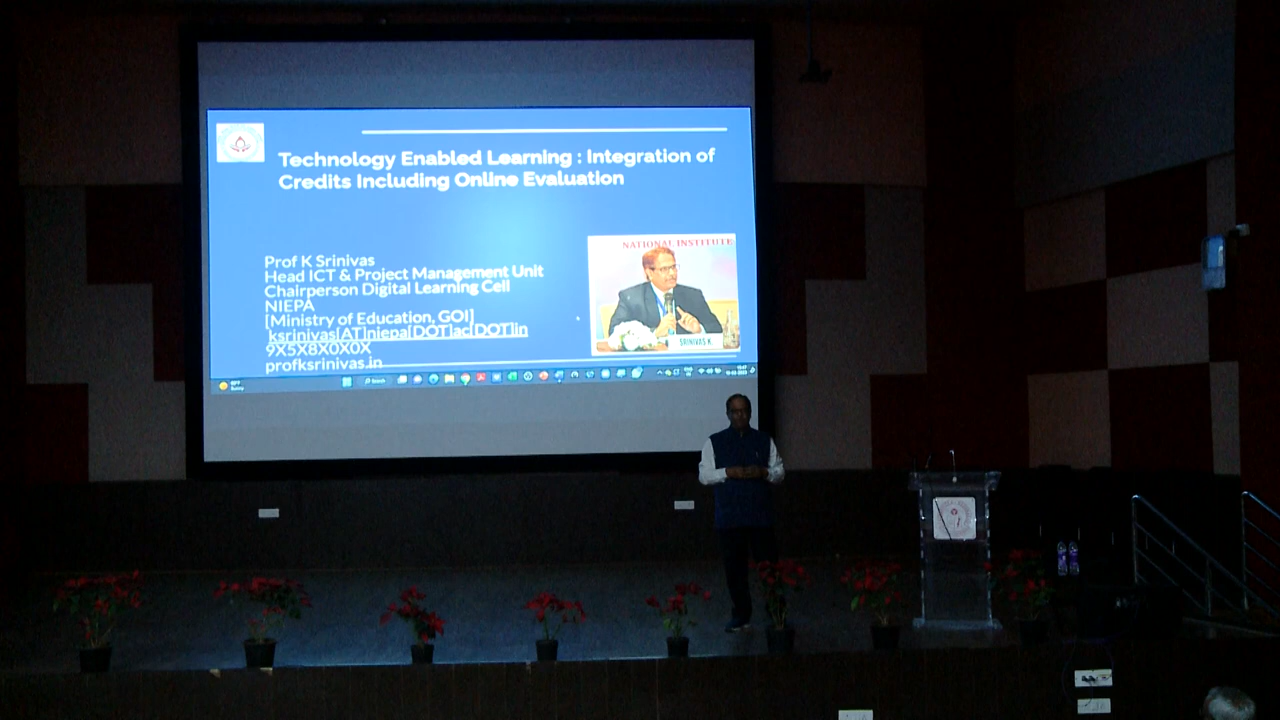 Technology Enabled Learning : Integration of
Credits Including Online Evaluation
Prof K Srinivas
Head ICT & Project Management Unit
Chairperson Digital Learning Cell
NIEPA
[Ministry of Education, GOI]
ksrinivas[AT]niepa[DOT]ac[DOT]in
9X5X8X0X0X
profksrinivas.in
NATIONAL INSTITUTE
SRINIVAS K.
Search